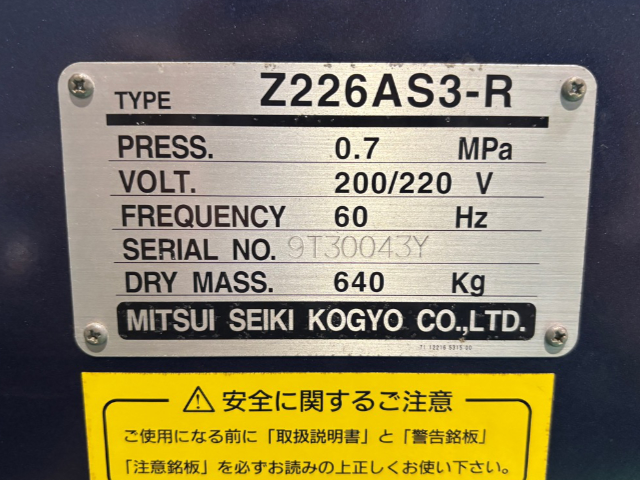 TYPE Z226AS3-R
PRESS. 0.7 MPa
VOLT. 200/220 V
FREQUENCY 60 Hz
SERIAL NO. 9T30043Y
DRY MASS. 640 Kg
MITSUI SEIKI KOGYO CO.,LTD.
⚠ 安全に関するご注意
ご使用になる前に「取扱説明書」と「警告銘板」
「注意銘板」を必ずお読みの上正しくお使い下さい。